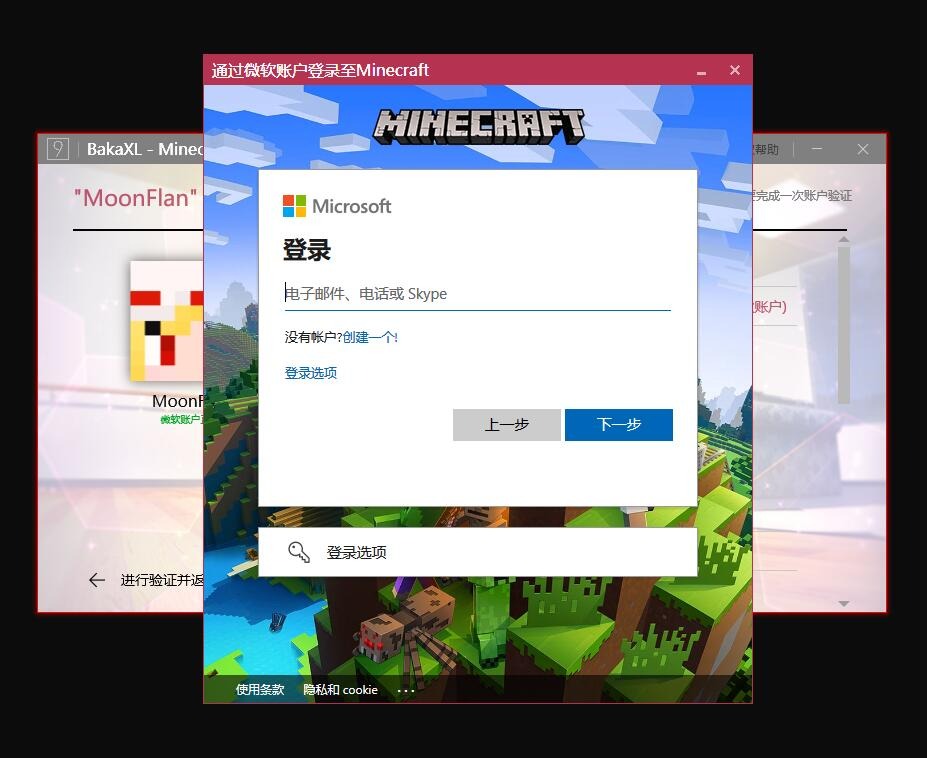 通过微软账户登录至Minecraft
MINECRAFT
BakaXL - Minec
帮助
"MoonFlan"
完成一次账户验证
Microsoft
登录
电子邮件、电话或 Skype
没有帐户?创建一个!
账户)
登录选项
MoonF
微软账户
上一步
下一步
登录选项
进行验证并返
使用条款
隐私和 cookie
...